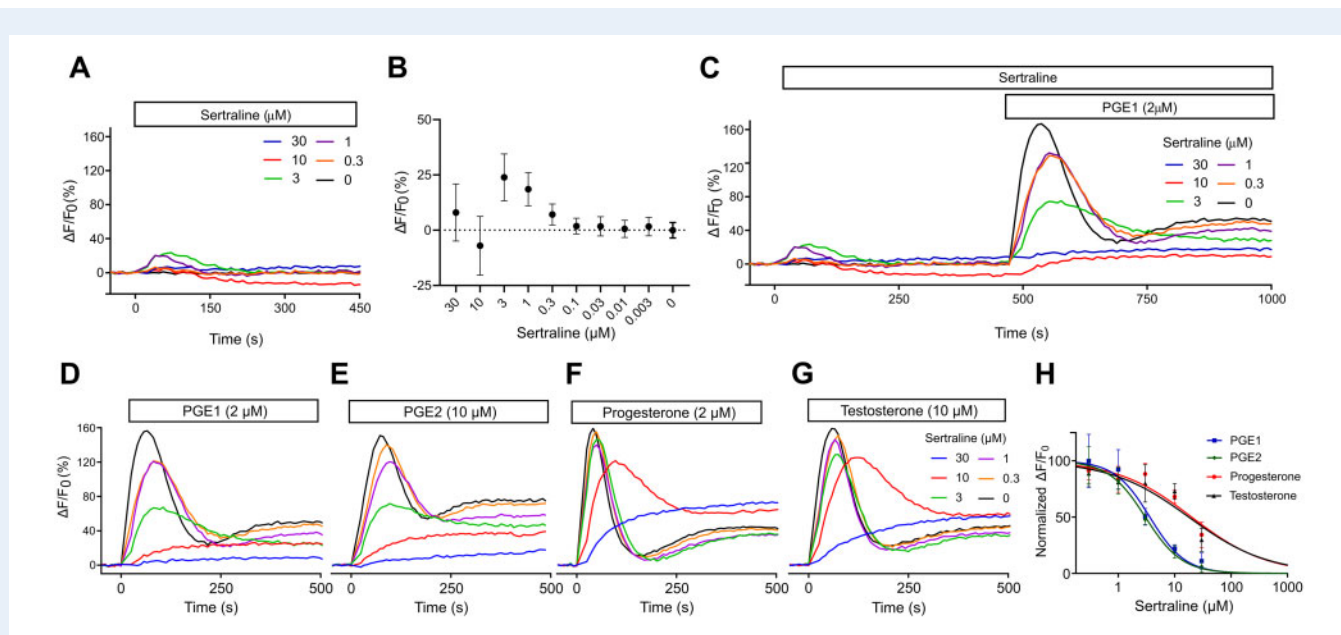 A
Sertraline (µM)
30 1
10 0.3
3 0
ΔF/F0(%)
160
120
80
40
0
0 150 300 450
Time (s)
B
ΔF/F0(%)
50
25
0
-25
30 10 3 1 0.3 0.1 0.03 0.01 0.003 0
Sertraline (µM)
C
Sertraline
PGE1 (2µM)
Sertraline (µM)
30 1
10 0.3
3 0
ΔF/F0(%)
160
120
80
40
0
0 250 500 750 1000
Time (s)
D
PGE1 (2 µM)
ΔF/F0(%)
160
120
80
40
0
0 250 500
Time (s)
E
PGE2 (10 µM)
0 250 500
Time (s)
F
Progesterone (2 µM)
0 250 500
Time (s)
G
Testosterone (10 µM)
Sertraline (µM)
30 1
10 0.3
3 0
0 250 500
Time (s)
H
Normalized ΔF/F0
100
50
0
PGE1
PGE2
Progesterone
Testosterone
1 10 100 1000
Sertraline (µM)